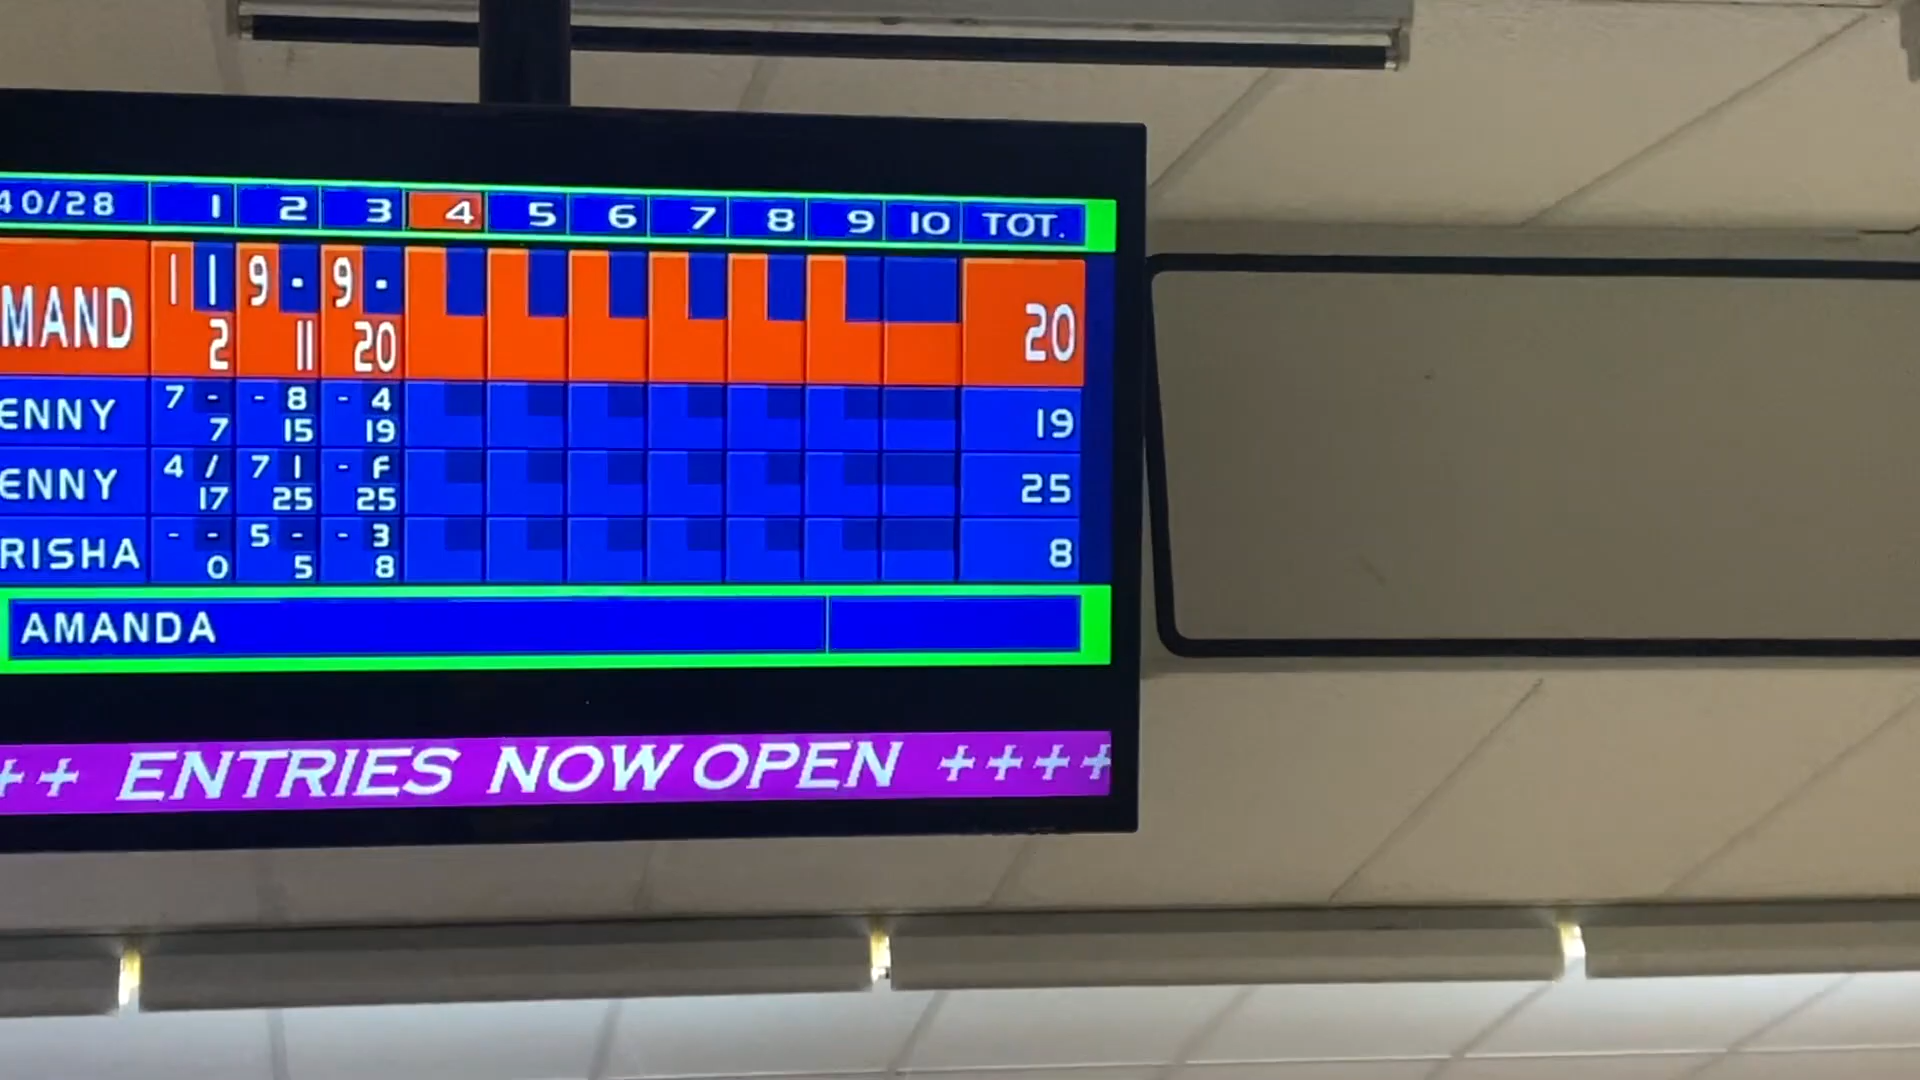 40/28 1 2 3 4 5 6 7 8 9 10 TOT.
MAND 1 1 9 - 9 - 20
2 11 20
ENNY 7 - - 8 - 4 19
7 15 19
ENNY 4 / 7 1 - F 25
17 25 25
RISHA - - 5 - - 3 8
0 5 8
AMANDA
++ ENTRIES NOW OPEN ++++